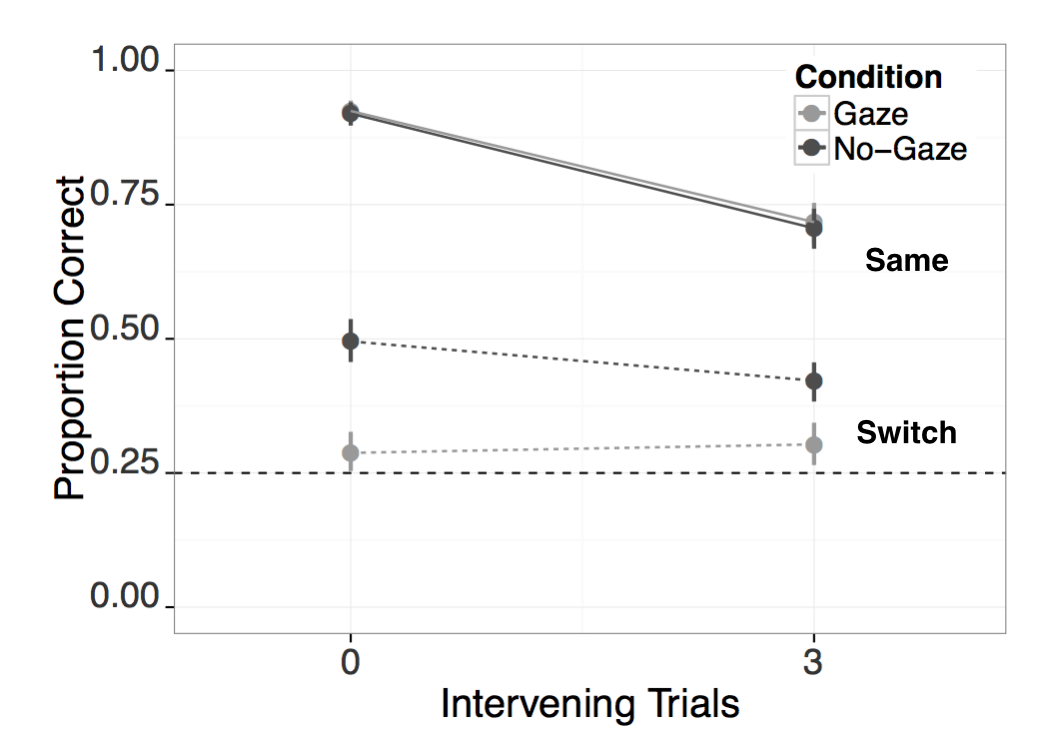 1.00
0.75
0.50
0.25
0.00
Proportion Correct
Condition
Gaze
No−Gaze
Same
Switch
0
3
Intervening Trials